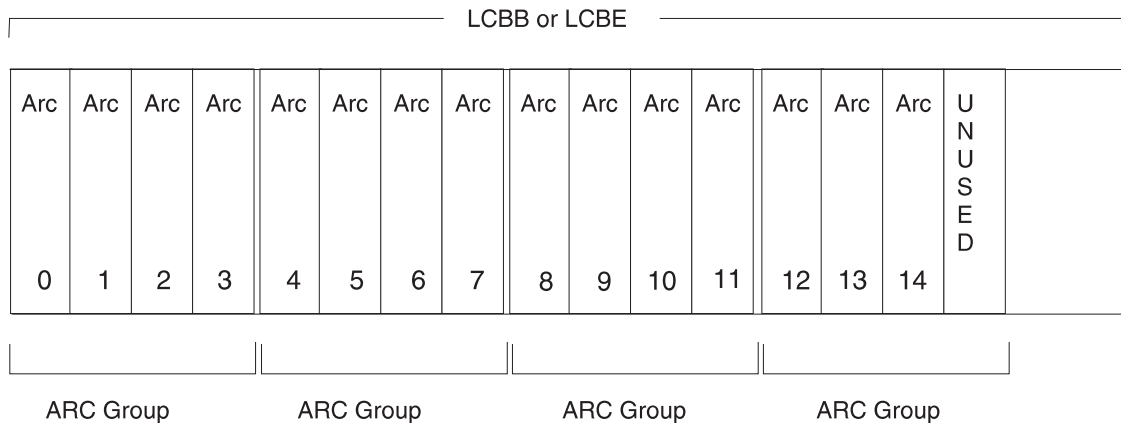 LCBB or LCBE
Arc Arc Arc Arc Arc Arc Arc Arc Arc Arc Arc Arc Arc Arc Arc UNUSED
0 1 2 3 4 5 6 7 8 9 10 11 12 13 14
ARC Group ARC Group ARC Group ARC Group